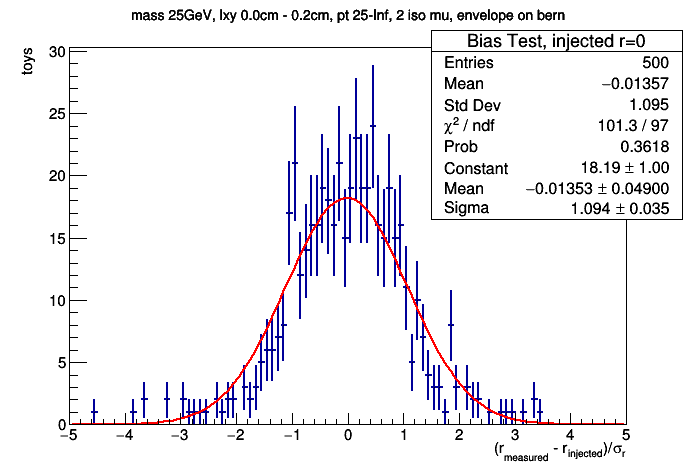 mass 25GeV, lxy 0.0cm - 0.2cm, pt 25-Inf, 2 iso mu, envelope on bern
Bias Test, injected r=0
Entries 500
Mean −0.01357
Std Dev 1.095
χ² / ndf 101.3 / 97
Prob 0.3618
Constant 18.19 ± 1.00
Mean −0.01353 ± 0.04900
Sigma 1.094 ± 0.035
toys
30
25
20
15
10
5
0
−5 −4 −3 −2 −1 0 1 2 3 4 5
(r_measured - r_injected)/σ_r